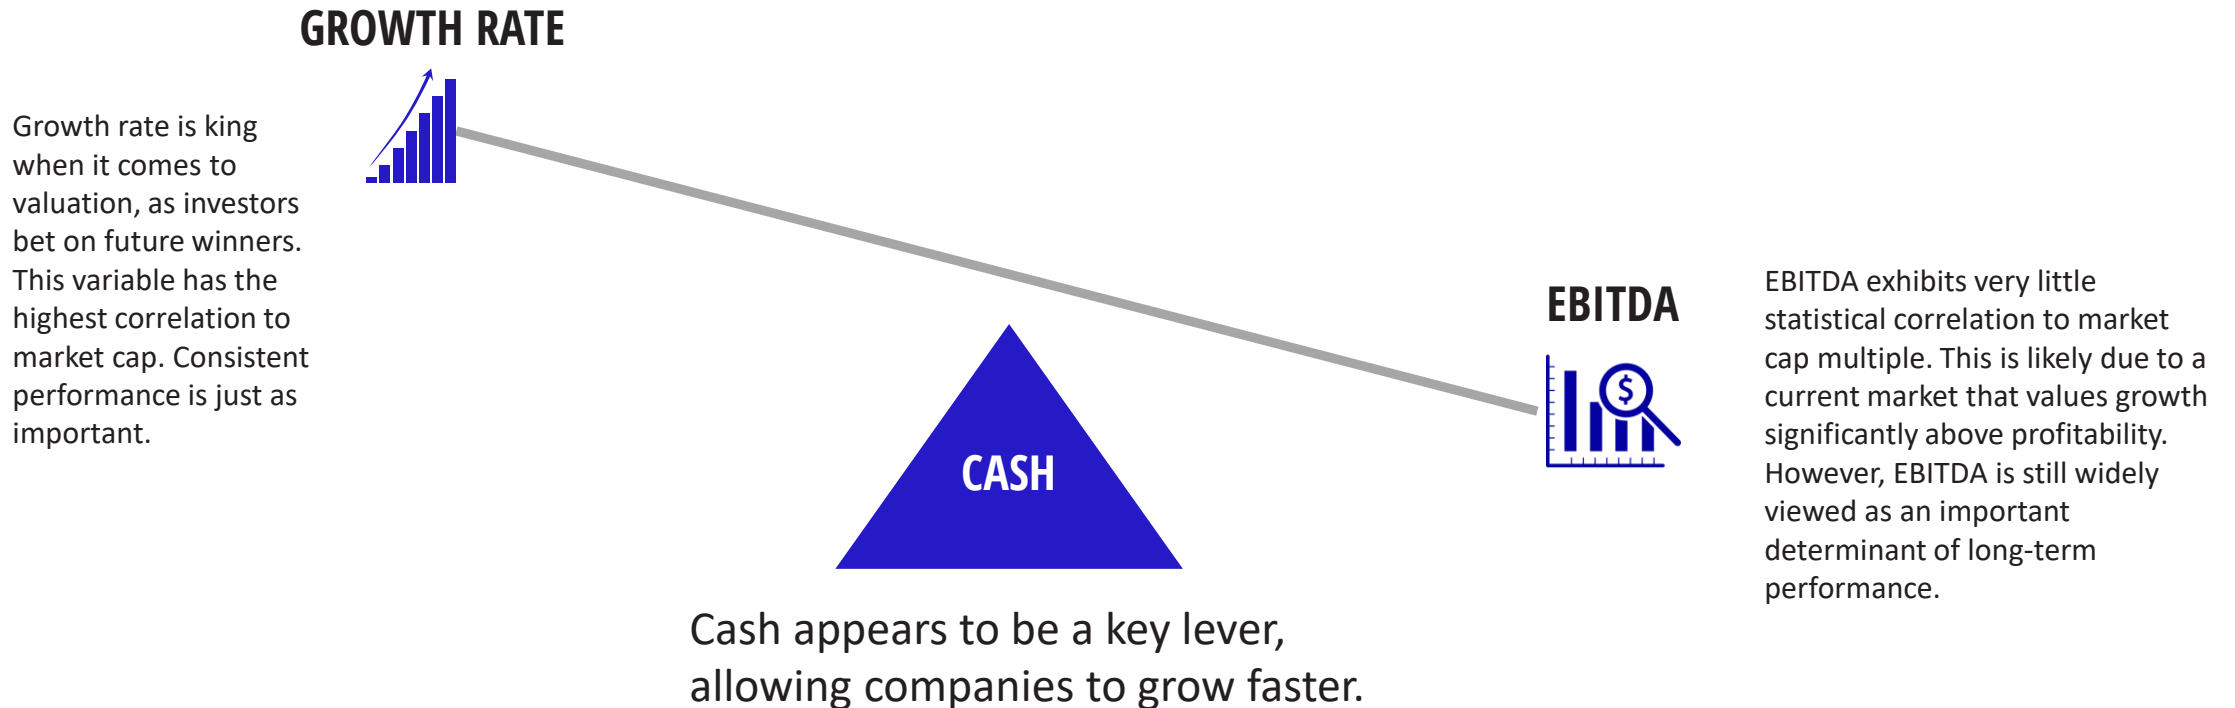 GROWTH RATE
Growth rate is king
when it comes to
valuation, as investors
bet on future winners.
This variable has the
highest correlation to
market cap. Consistent
performance is just as
important.
EBITDA
$
EBITDA exhibits very little
statistical correlation to market
cap multiple. This is likely due to a
current market that values growth
significantly above profitability.
However, EBITDA is still widely
viewed as an important
determinant of long-term
performance.
CASH
Cash appears to be a key lever,
allowing companies to grow faster.